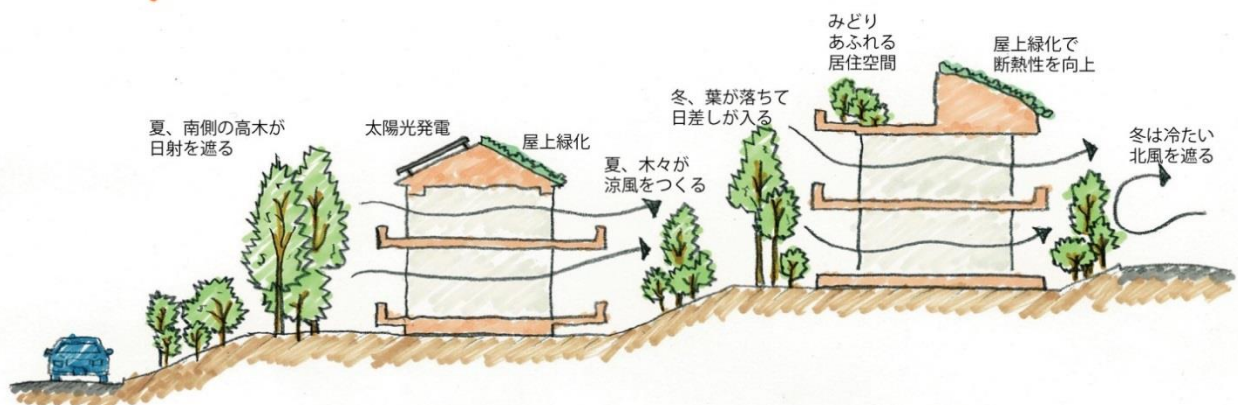 夏、南側の高木が
日射を遮る
太陽光発電
屋上緑化
夏、木々が
涼風をつくる
冬、葉が落ちて
日差しが入る
みどり
あふれる
居住空間
屋上緑化で
断熱性を向上
冬は冷たい
北風を遮る